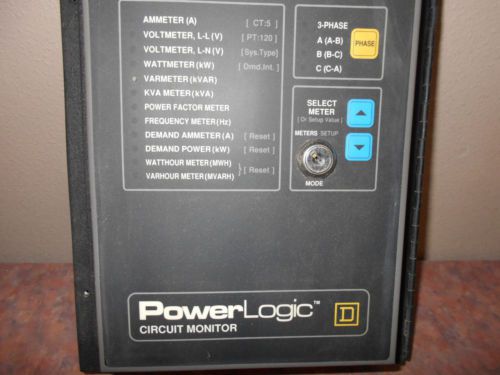 AMMETER (A) [ CT:5 ]
VOLTMETER, L-L (V) [ PT:120 ]
VOLTMETER, L-N (V) [Sys.Type]
WATTMETER (kW) [ Dmd.Int. ]
VARMETER (kVAR)
KVA METER (kVA)
POWER FACTOR METER
FREQUENCY METER (Hz)
DEMAND AMMETER (A) [ Reset ]
DEMAND POWER (kW) [ Reset ]
WATTHOUR METER (MWH)
VARHOUR METER (MVARH) } [ Reset ]
3-PHASE
A (A-B)
B (B-C)
C (C-A)
PHASE
SELECT
METER
[ Or Setup Value ]
METERS SETUP
MODE
PowerLogic™
CIRCUIT MONITOR
D